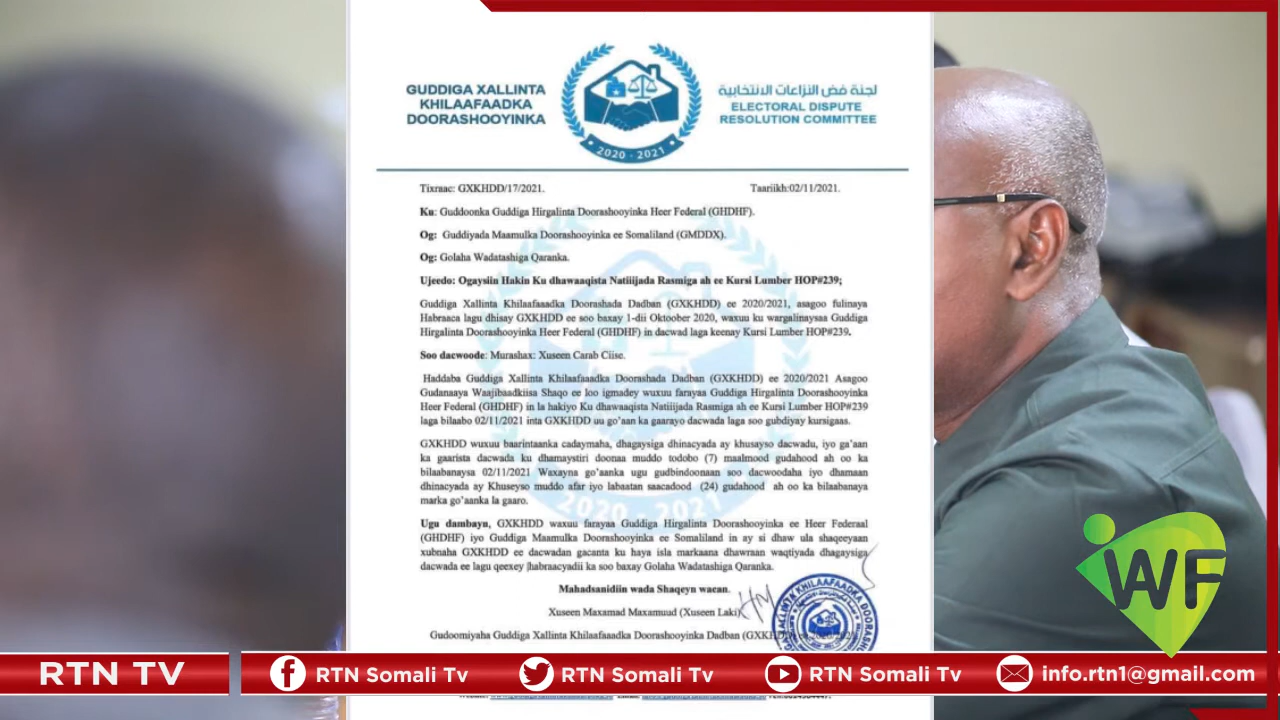 GUDDIGA XALLINTA
KHILAAFAADKA
DOORASHOOYINKA
2020 - 2021
لجنة فض النزاعات الانتخابية
ELECTORAL DISPUTE
RESOLUTION COMMITTEE
Tixraac: GXKHDD/17/2021.
Taariikh:02/11/2021.
Ku: Guddoonka Guddiga Hirgalinta Doorashooyinka Heer Federal (GHDHF).
Og: Guddiyada Maamulka Doorashooyinka ee Somaliland (GMDDX).
Og: Golaha Wadatashiga Qaranka.
Ujeedo: Ogaysiin Hakin Ku dhawaaqista Natiiijada Rasmiga ah ee Kursi Lumber HOP#239;
Guddiga Xallinta Khilaafaaadka Doorashada Dadban (GXKHDD) ee 2020/2021, asagoo fulinaya
Habraaca lagu dhisay GXKHDD ee soo baxay 1-dii Oktoober 2020, waxuu ku wargalinaysaa Guddiga
Hirgalinta Doorashooyinka Heer Federal (GHDHF) in dacwad laga keenay Kursi Lumber HOP#239.
Soo dacwoode: Murashax: Xuseen Carab Ciise.
Haddaba Guddiga Xallinta Khilaafaaadka Doorashada Dadban (GXKHDD) ee 2020/2021 Asagoo
Gudanaaya Waajibaadkiisa Shaqo ee loo igmadey wuxuu farayaa Guddiga Hirgalinta Doorashooyinka
Heer Federal (GHDHF) in la hakiyo Ku dhawaaqista Natiiijada Rasmiga ah ee Kursi Lumber HOP#239
laga bilaabo 02/11/2021 inta GXKHDD uu go'aan ka gaarayo dacwada laga soo gubdiyay kursigaas.
GXKHDD wuxuu baarintaanka cadaymaha, dhagaysiga dhinacyada ay khusayso dacwadu, iyo ga'aan
ka gaarista dacwada ku dhamaystiri doonaa muddo todobo (7) maalmood gudahood ah oo ka
bilaabanaysa 02/11/2021 Waxayna go'aanka ugu gudbindoonaan soo dacwoodaha iyo dhamaan
dhinacyada ay Khuseyso muddo afar iyo labaatan saacadood (24) gudahood ah oo ka bilaabanaya
marka go'aanka la gaaro.
Ugu dambayn, GXKHDD waxuu farayaa Guddiga Hirgalinta Doorashooyinka ee Heer Federaal
(GHDHF) iyo Guddiga Maamulka Doorashooyinka ee Somaliland in ay si dhaw ula shaqeeyaan
xubnaha GXKHDD ee dacwadan gacanta ku haya isla markaana dhawraan waqtiyada dhagaysiga
dacwada ee lagu qeexey habraacyadii ka soo baxay Golaha Wadatashiga Qaranka.
Mahadsanidiin wada Shaqeyn wacan.
Xuseen Maxamad Maxamuud (Xuseen Laki)
Gudoomiyaha Guddiga Xallinta Khilaafaadka Doorashooyinka Dadban (GXKHDD)
WF
RTN TV
RTN Somali Tv
RTN Somali Tv
RTN Somali Tv
info.rtn1@gmail.com